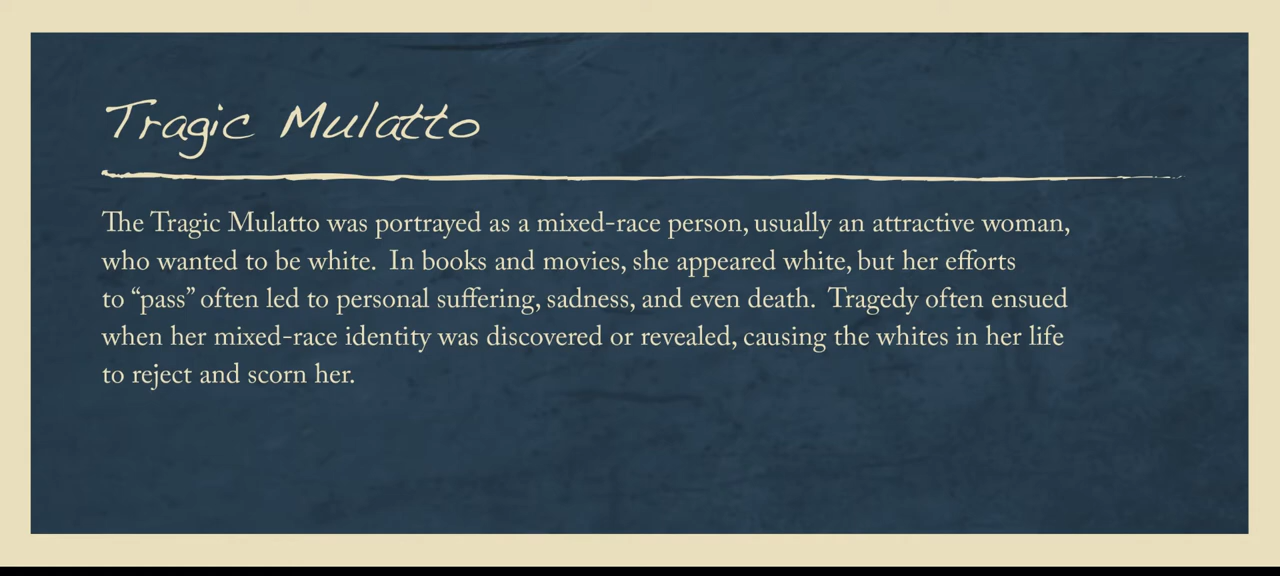 Tragic Mulatto
The Tragic Mulatto was portrayed as a mixed-race person, usually an attractive woman,
who wanted to be white.  In books and movies, she appeared white, but her efforts
to “pass” often led to personal suffering, sadness, and even death.  Tragedy often ensued
when her mixed-race identity was discovered or revealed, causing the whites in her life
to reject and scorn her.